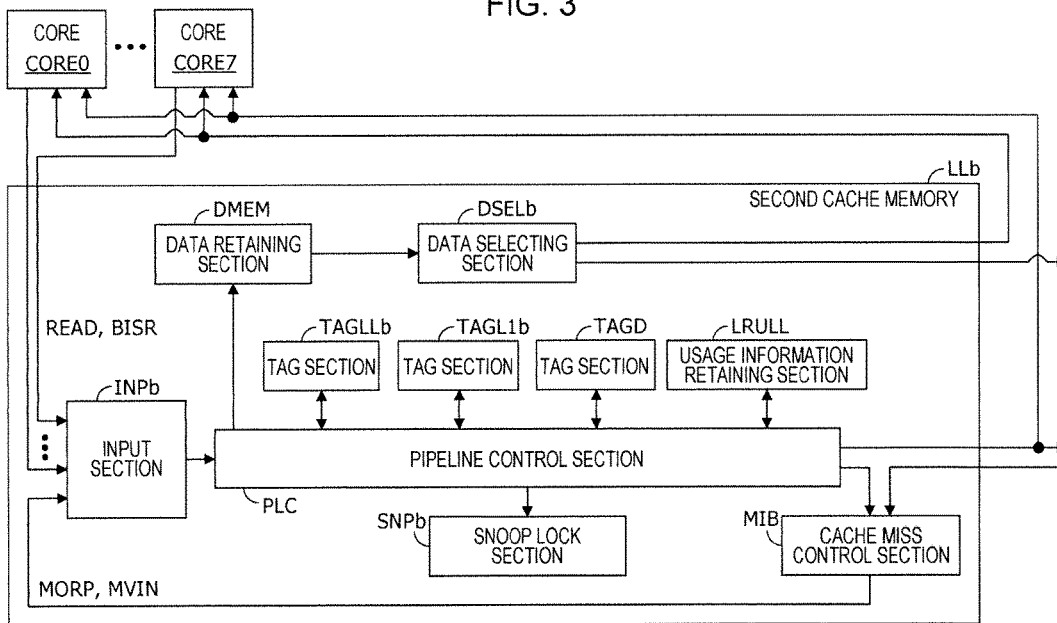 FIG. 3
CORE
CORE0
CORE
CORE7
LLb
SECOND CACHE MEMORY
DMEM
DATA RETAINING
SECTION
DSELb
DATA SELECTING
SECTION
READ, BISR
TAGLLb
TAG SECTION
TAGL1b
TAG SECTION
TAGD
TAG SECTION
LRULL
USAGE INFORMATION
RETAINING SECTION
INPb
INPUT
SECTION
PIPELINE CONTROL SECTION
PLC
SNPb
SNOOP LOCK
SECTION
MIB
CACHE MISS
CONTROL SECTION
MORP, MVIN